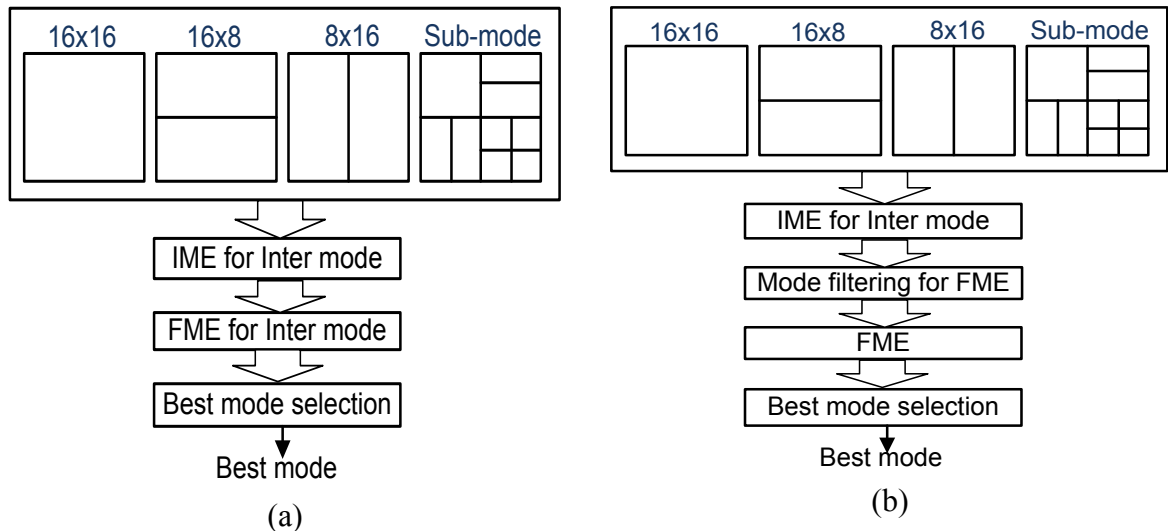 16x16 16x8 8x16 Sub-mode
IME for Inter mode
FME for Inter mode
Best mode selection
Best mode
(a)
16x16 16x8 8x16 Sub-mode
IME for Inter mode
Mode filtering for FME
FME
Best mode selection
Best mode
(b)